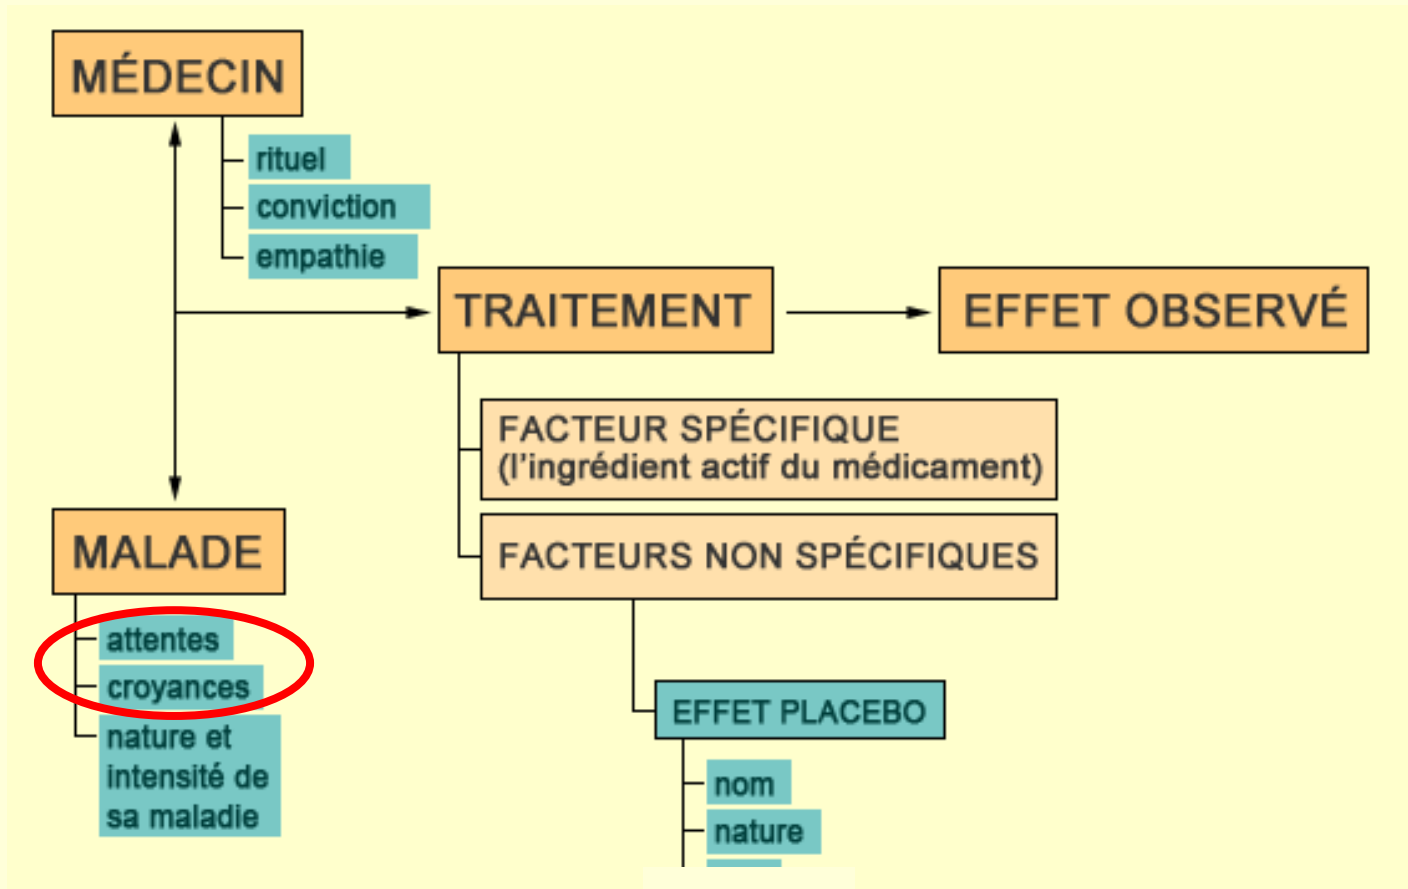 MÉDECIN
rituel
conviction
empathie
TRAITEMENT
EFFET OBSERVÉ
FACTEUR SPÉCIFIQUE
(l'ingrédient actif du médicament)
FACTEURS NON SPÉCIFIQUES
MALADE
attentes
croyances
nature et
intensité de
sa maladie
EFFET PLACEBO
nom
nature